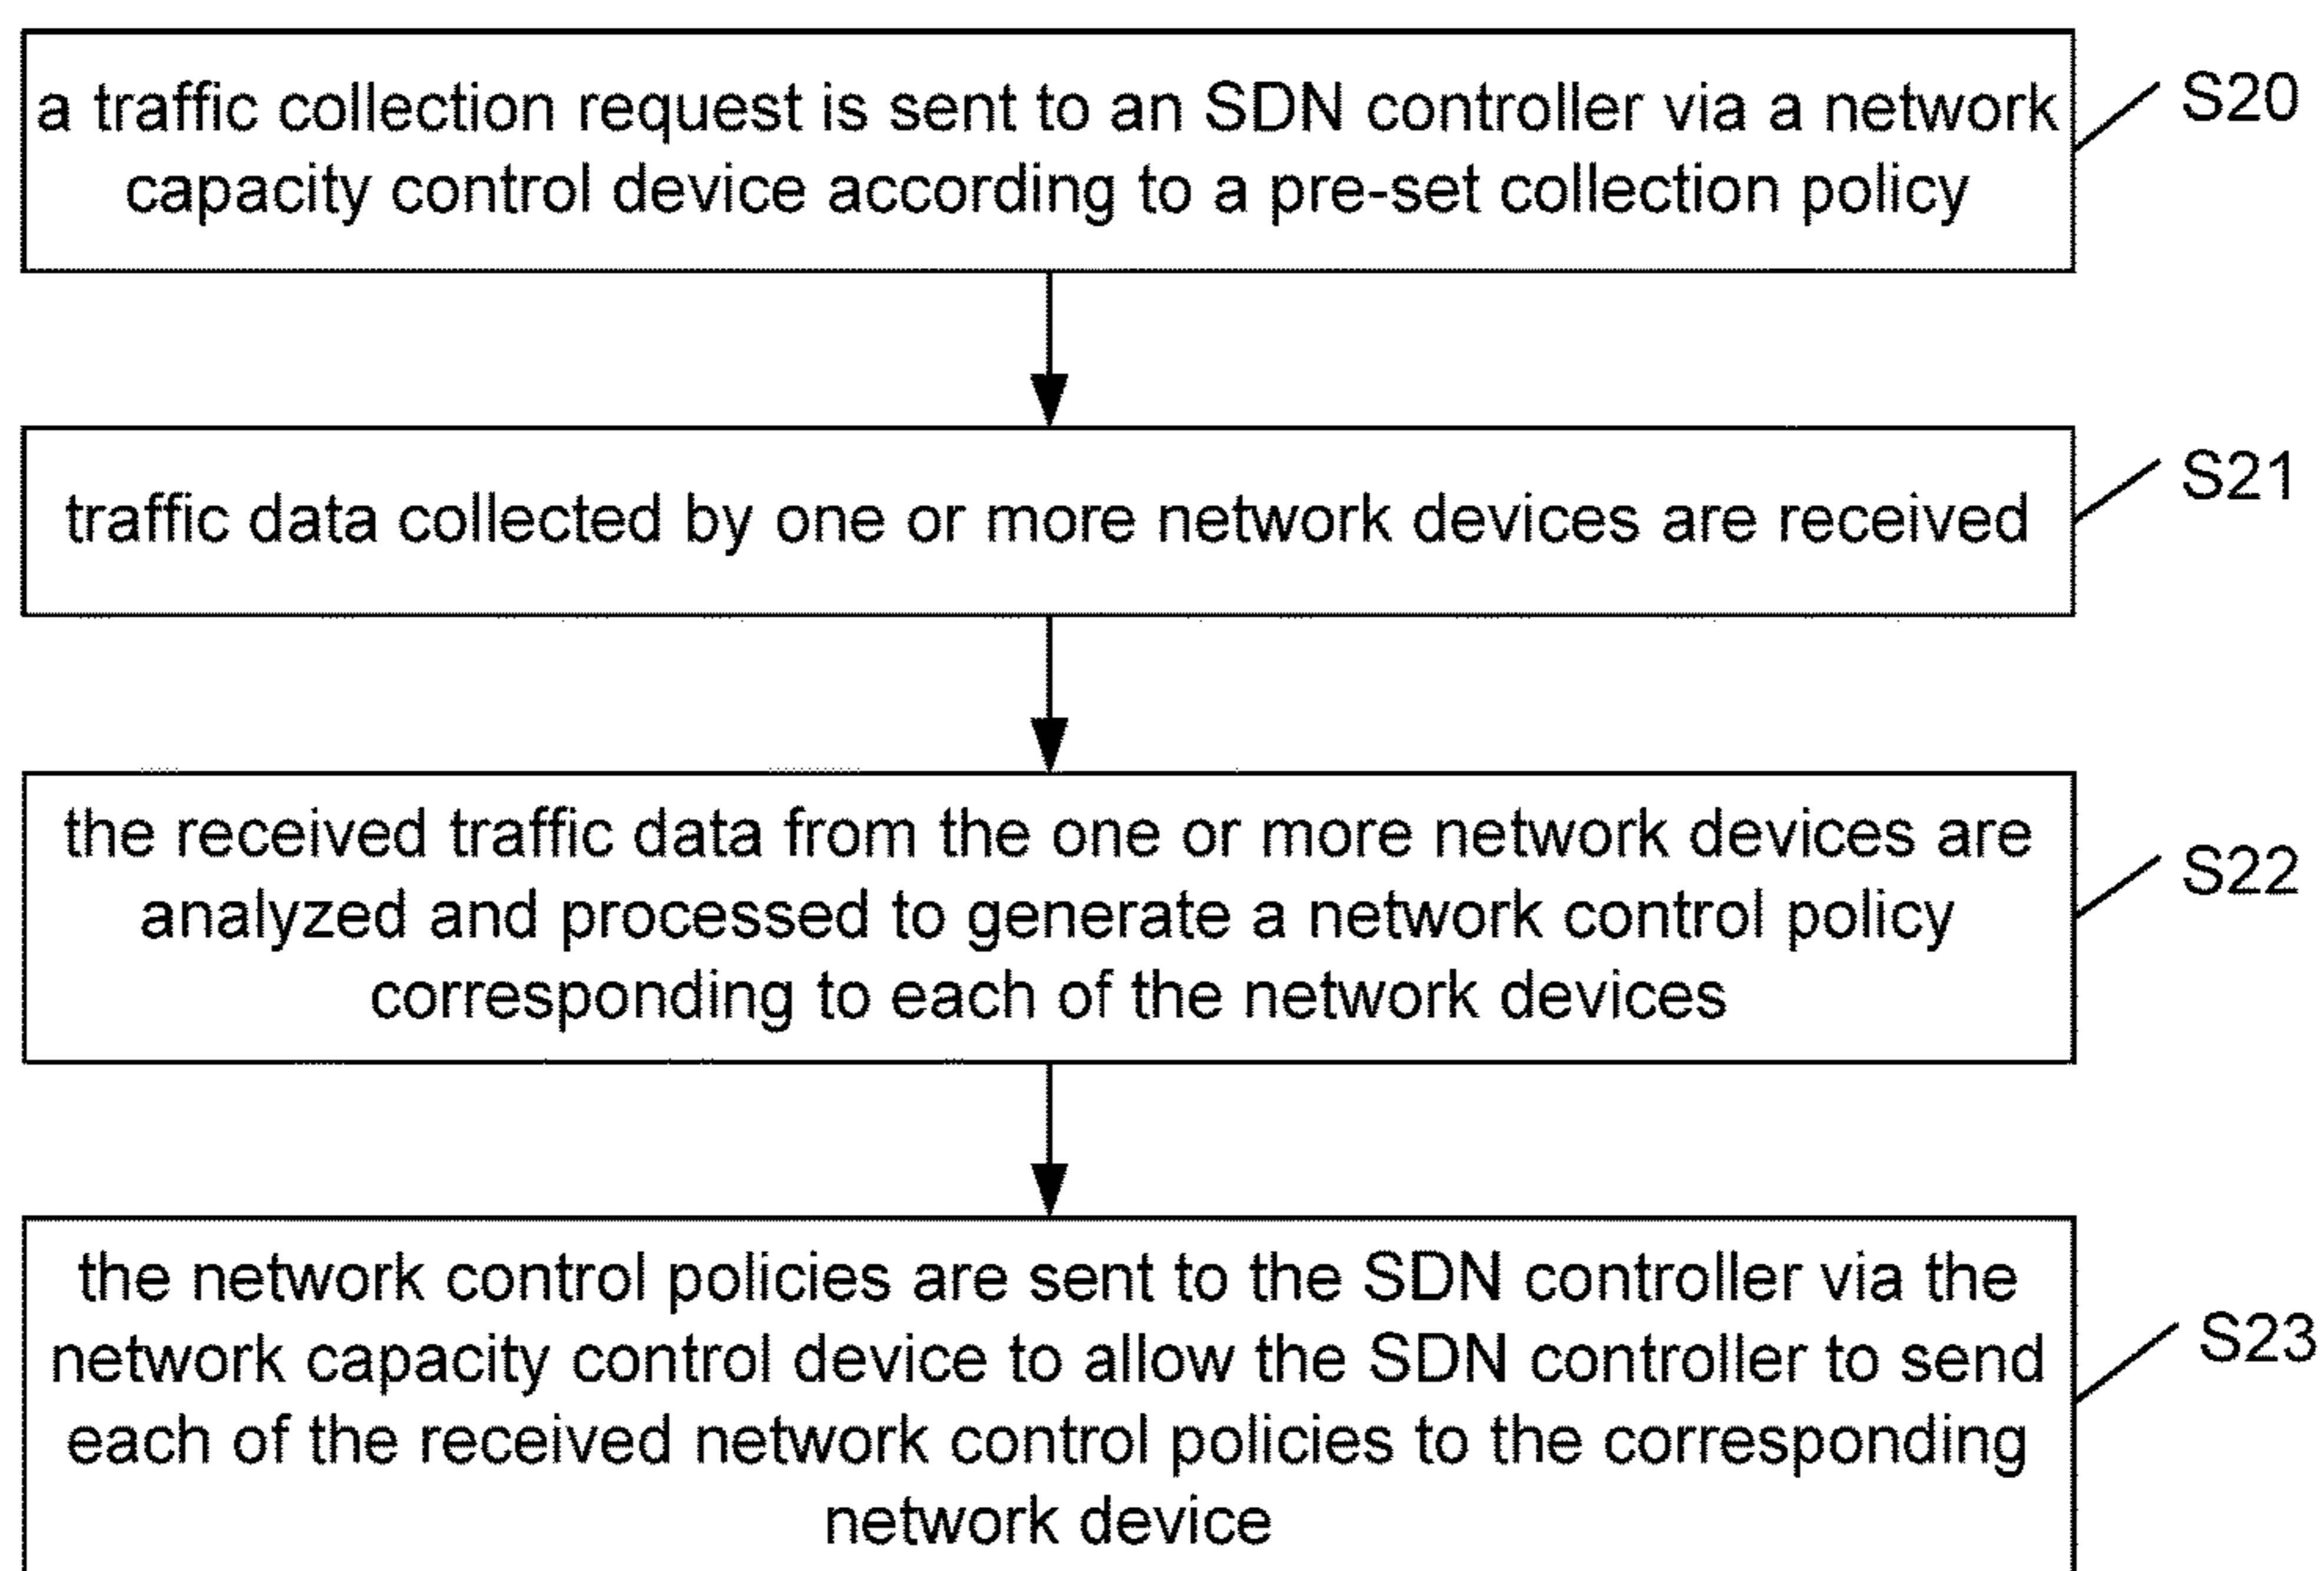 a traffic collection request is sent to an SDN controller via a network
capacity control device according to a pre-set collection policy
S20
traffic data collected by one or more network devices are received
S21
the received traffic data from the one or more network devices are
analyzed and processed to generate a network control policy
corresponding to each of the network devices
S22
the network control policies are sent to the SDN controller via the
network capacity control device to allow the SDN controller to send
each of the received network control policies to the corresponding
network device
S23